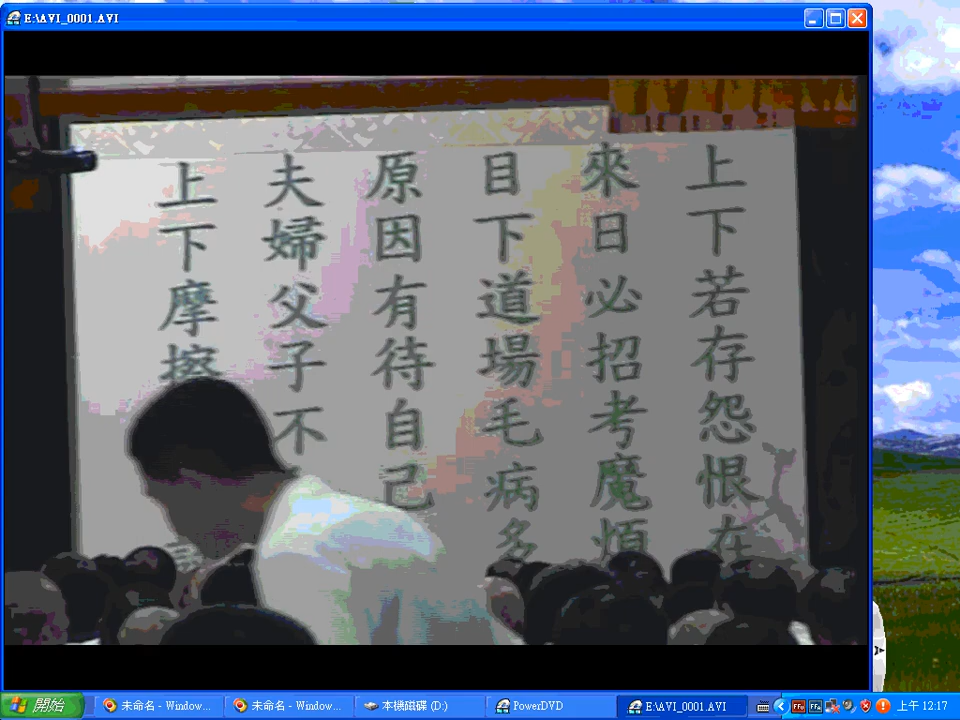 E:\AVI_0001.AVI
上下若存怨恨在
來日必招考魔煩
目下道場毛病多
原因有待自己
夫婦父子不
上下摩擦
開始
未命名 - Window...
未命名 - Window...
本機磁碟 (D:)
PowerDVD
E:\AVI_0001.AVI
上午 12:17